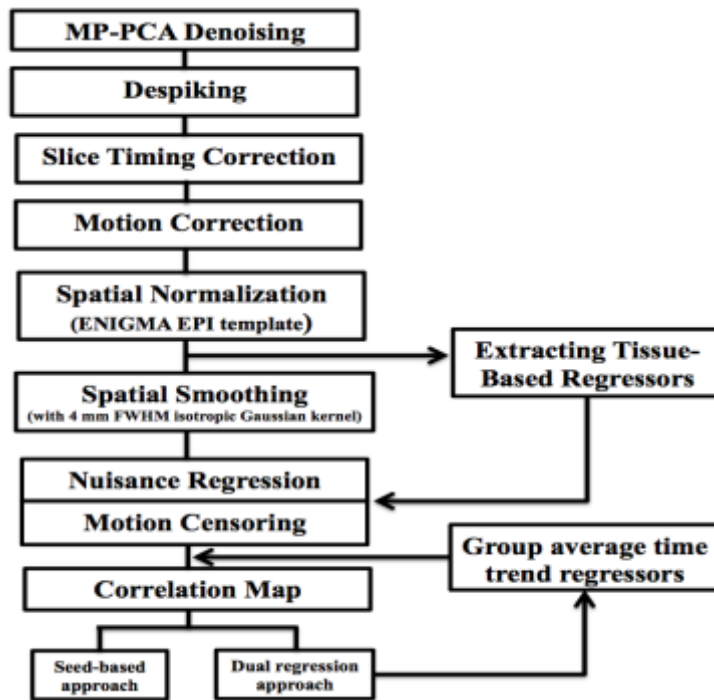 MP-PCA Denoising
Despiking
Slice Timing Correction
Motion Correction
Spatial Normalization
(ENIGMA EPI template)
Extracting Tissue-
Based Regressors
Spatial Smoothing
(with 4 mm FWHM isotropic Gaussian kernel)
Nuisance Regression
Motion Censoring
Group average time
trend regressors
Correlation Map
Seed-based
approach
Dual regression
approach